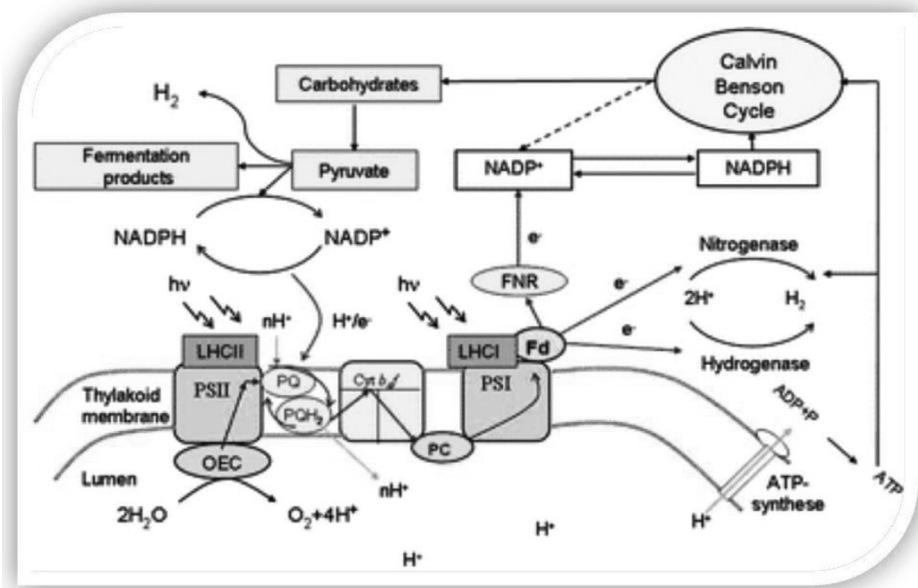 Calvin
Benson
Cycle
Carbohydrates
H₂
Fermentation
products
Pyruvate
NADP⁺
NADPH
NADPH
NADP⁺
e⁻
Nitrogenase
FNR
e⁻
2H⁺
H₂
hν
hν
nH⁺
H⁺/e⁻
e⁻
LHCII
LHCI
Fd
Hydrogenase
Thylakoid
membrane
PSII
PQ
Cyt b₆f
PSI
PQH₂
ADP+P
OEC
PC
Lumen
nH⁺
ATP
ATP-
synthese
2H₂O
O₂+4H⁺
H⁺
H⁺
H⁺